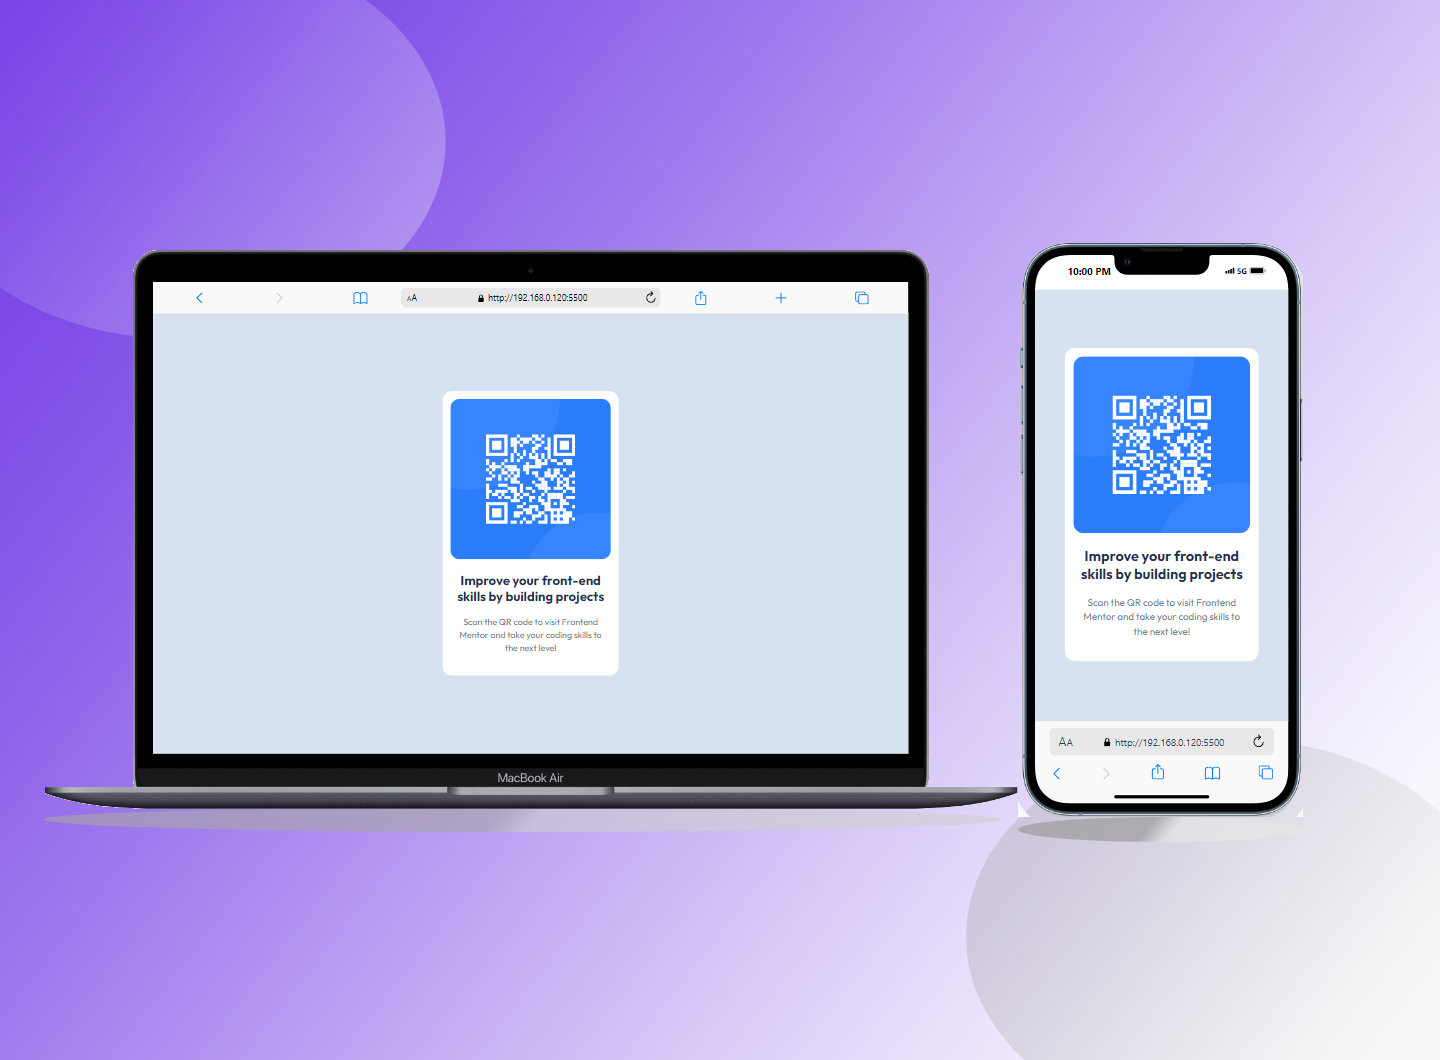 AA http://192.168.0.120:5500
Improve your front-end
skills by building projects
Scan the QR code to visit Frontend
Mentor and take your coding skills to
the next level
MacBook Air
10:00 PM 5G
Improve your front-end
skills by building projects
Scan the QR code to visit Frontend
Mentor and take your coding skills to
the next level
AA http://192.168.0.120:5500